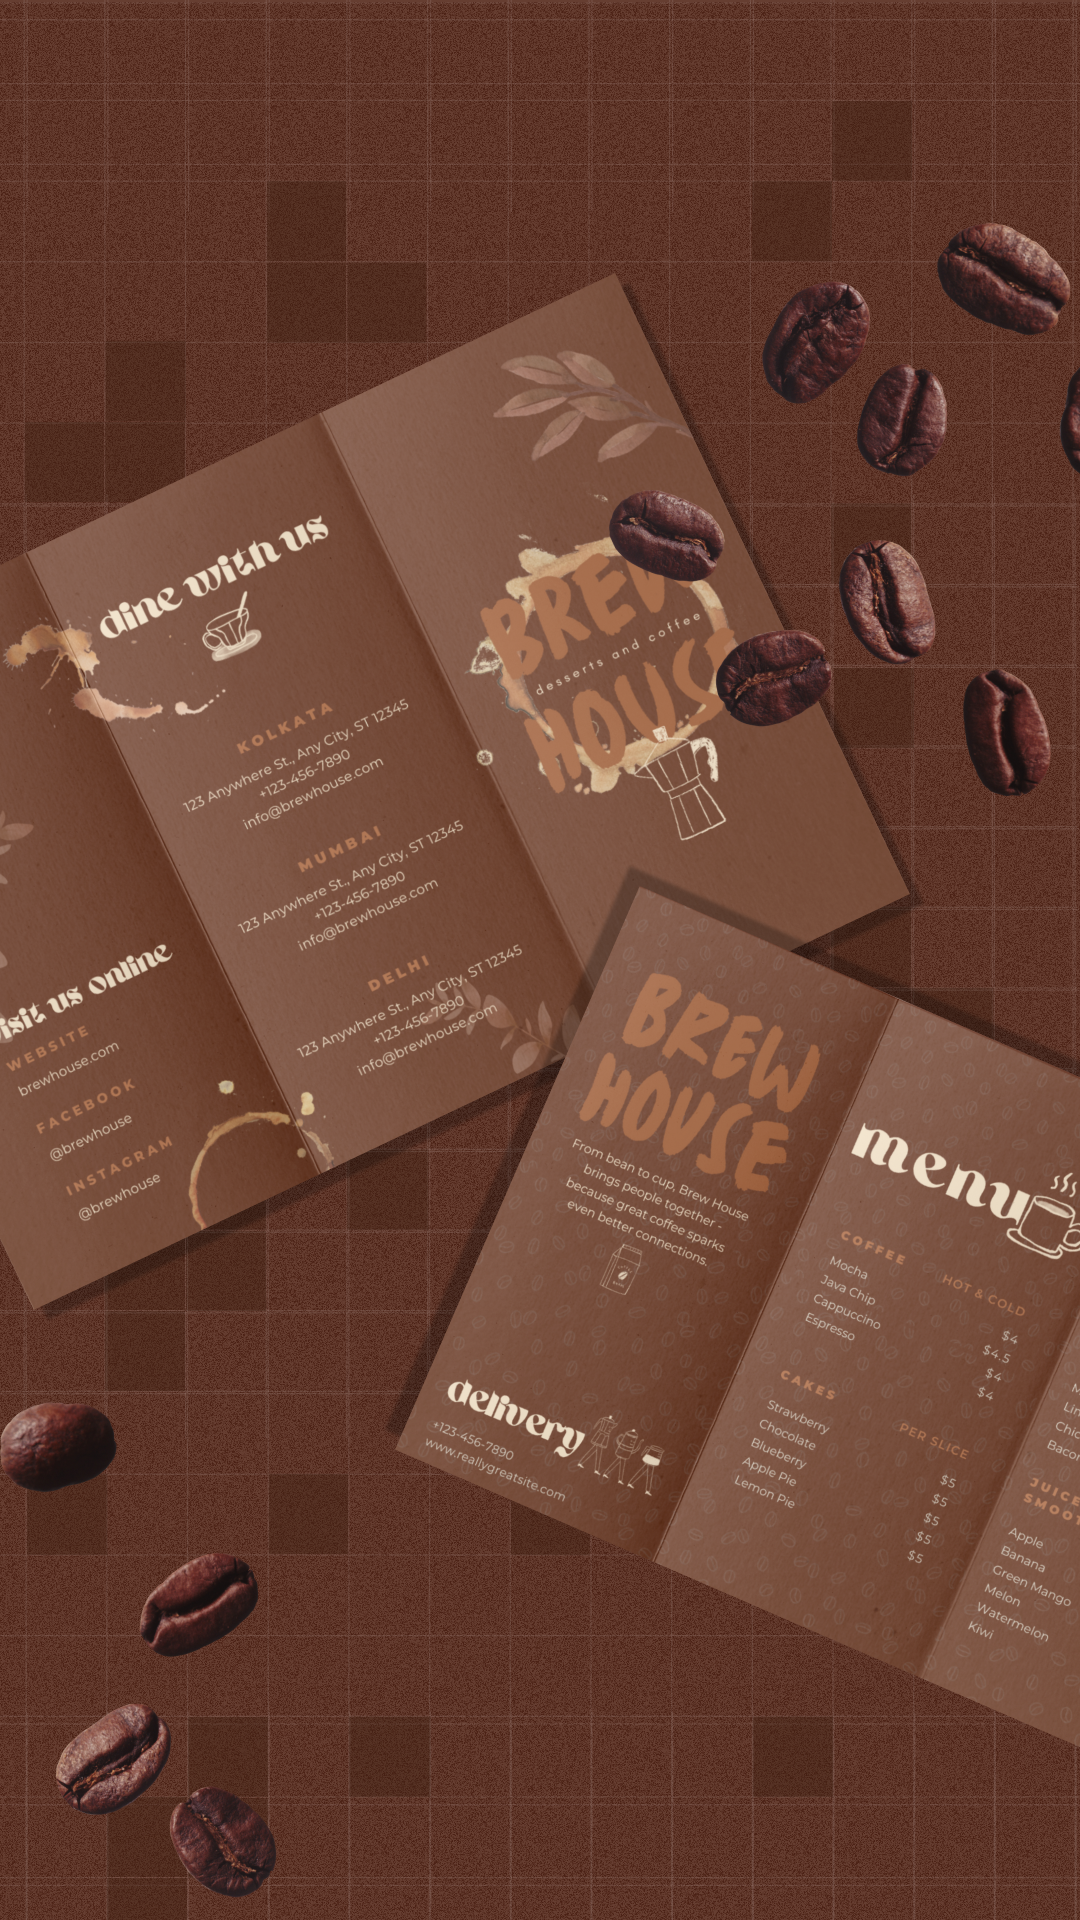 dine with us
KOLKATA
123 Anywhere St., Any City, ST 12345
+123-456-7890
info@brewhouse.com
MUMBAI
123 Anywhere St., Any City, ST 12345
+123-456-7890
info@brewhouse.com
DELHI
123 Anywhere St., Any City, ST 12345
+123-456-7890
info@brewhouse.com
us online
WEBSITE
brewhouse.com
FACEBOOK
@brewhouse
INSTAGRAM
@brewhouse
BREW
desserts and coffee
HOUSE
BREW
HOUSE
From bean to cup, Brew House
brings people together -
because great coffee sparks
even better connections.
delivery
+123-456-7890
www.reallygreatsite.com
menu
COFFEE HOT & COLD
Mocha $4
Java Chip $4.5
Cappuccino $4
Espresso $4
CAKES PER SLICE
Strawberry $5
Chocolate $5
Blueberry $5
Apple Pie $5
Lemon Pie $5
Apple
Banana
Green Mango
Melon
Watermelon
Kiwi